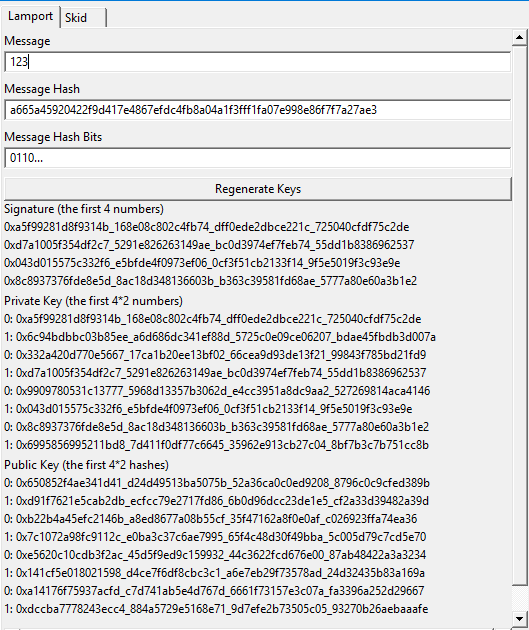 Lamport Skid
Message
123
Message Hash
a665a45920422f9d417e4867efdc4fb8a04a1f3fff1fa07e998e86f7f7a27ae3
Message Hash Bits
0110...
Regenerate Keys
Signature (the first 4 numbers)
0xa5f99281d8f9314b_168e08c802c4fb74_dff0ede2dbce221c_725040cfdf75c2de
0xd7a1005f354df2c7_5291e826263149ae_bc0d3974ef7feb74_55dd1b8386962537
0x043d015575c332f6_e5bfde4f0973ef06_0cf3f51cb2133f14_9f5e5019f3c93e9e
0x8c8937376fde8e5d_8ac18d348136603b_b363c39581fd68ae_5777a80e60a3b1e2
Private Key (the first 4*2 numbers)
0: 0xa5f99281d8f9314b_168e08c802c4fb74_dff0ede2dbce221c_725040cfdf75c2de
1: 0x6c94bdbbc03b85ee_a6d686dc341ef88d_5725c0e09ce06207_bdae45fbdb3d007a
0: 0x332a420d770e5667_17ca1b20ee13bf02_66cea9d93de13f21_99843f785bd21fd9
1: 0xd7a1005f354df2c7_5291e826263149ae_bc0d3974ef7feb74_55dd1b8386962537
0: 0x9909780531c13777_5968d13357b3062d_e4cc3951a8dc9aa2_527269814aca4146
1: 0x043d015575c332f6_e5bfde4f0973ef06_0cf3f51cb2133f14_9f5e5019f3c93e9e
0: 0x8c8937376fde8e5d_8ac18d348136603b_b363c39581fd68ae_5777a80e60a3b1e2
1: 0x6995856995211bd8_7d411f0df77c6645_35962e913cb27c04_8bf7b3c7b751cc8b
Public Key (the first 4*2 hashes)
0: 0x650852f4ae341d41_d24d49513ba5075b_52a36ca0c0ed9208_8796c0c9cfed389b
1: 0xd91f7621e5cab2db_ecfcc79e2717fd86_6b0d96dcc23de1e5_cf2a33d39482a39d
0: 0xb22b4a45efc2146b_a8ed8677a08b55cf_35f47162a8f0e0af_c026923ffa74ea36
1: 0x7c1072a98fc9112c_e0ba3c37c6ae7995_65f4c48d30f49bba_5c005d79c7cd5e70
0: 0xe5620c10cdb3f2ac_45d5f9ed9c159932_44c3622fcd676e00_87ab48422a3a3234
1: 0x141cf5e018021598_d4ce7f6df8cbc3c1_a6e7eb29f73578ad_24d32435b83a169a
0: 0xa14176f75937acfd_c7d741ab5e4d767d_6661f73157e3c07a_fa3396a252d29667
1: 0xdccba7778243ecc4_884a5729e5168e71_9d7efe2b73505c05_93270b26aebaaafe